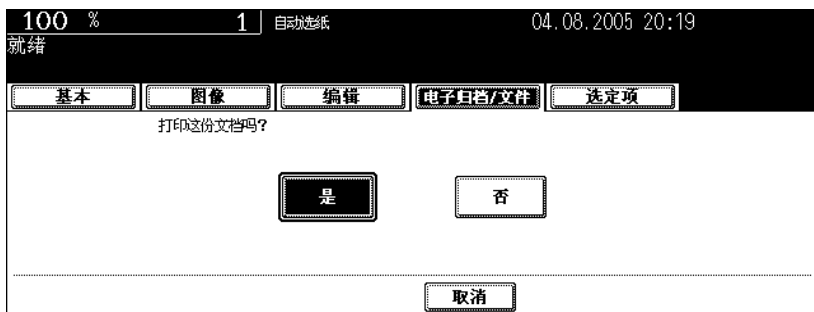 100 % 1 自动选纸 04.08.2005 20:19
就绪
基本 图像 编辑 电子归档/文件 选定项
打印这份文档吗?
是 否
取消